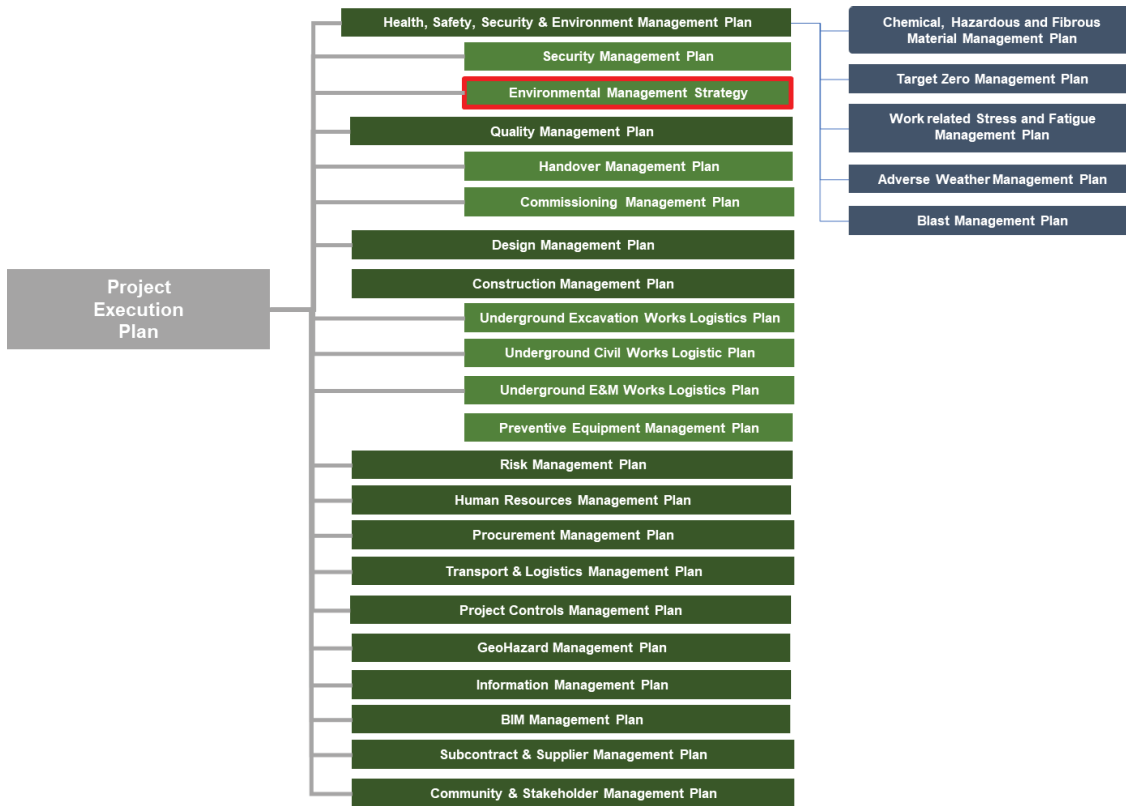 Project
Execution
Plan
Health, Safety, Security & Environment Management Plan
Security Management Plan
Environmental Management Strategy
Quality Management Plan
Handover Management Plan
Commissioning Management Plan
Design Management Plan
Construction Management Plan
Underground Excavation Works Logistics Plan
Underground Civil Works Logistic Plan
Underground E&M Works Logistics Plan
Preventive Equipment Management Plan
Risk Management Plan
Human Resources Management Plan
Procurement Management Plan
Transport & Logistics Management Plan
Project Controls Management Plan
GeoHazard Management Plan
Information Management Plan
BIM Management Plan
Subcontract & Supplier Management Plan
Community & Stakeholder Management Plan
Chemical, Hazardous and Fibrous
Material Management Plan
Target Zero Management Plan
Work related Stress and Fatigue
Management Plan
Adverse Weather Management Plan
Blast Management Plan